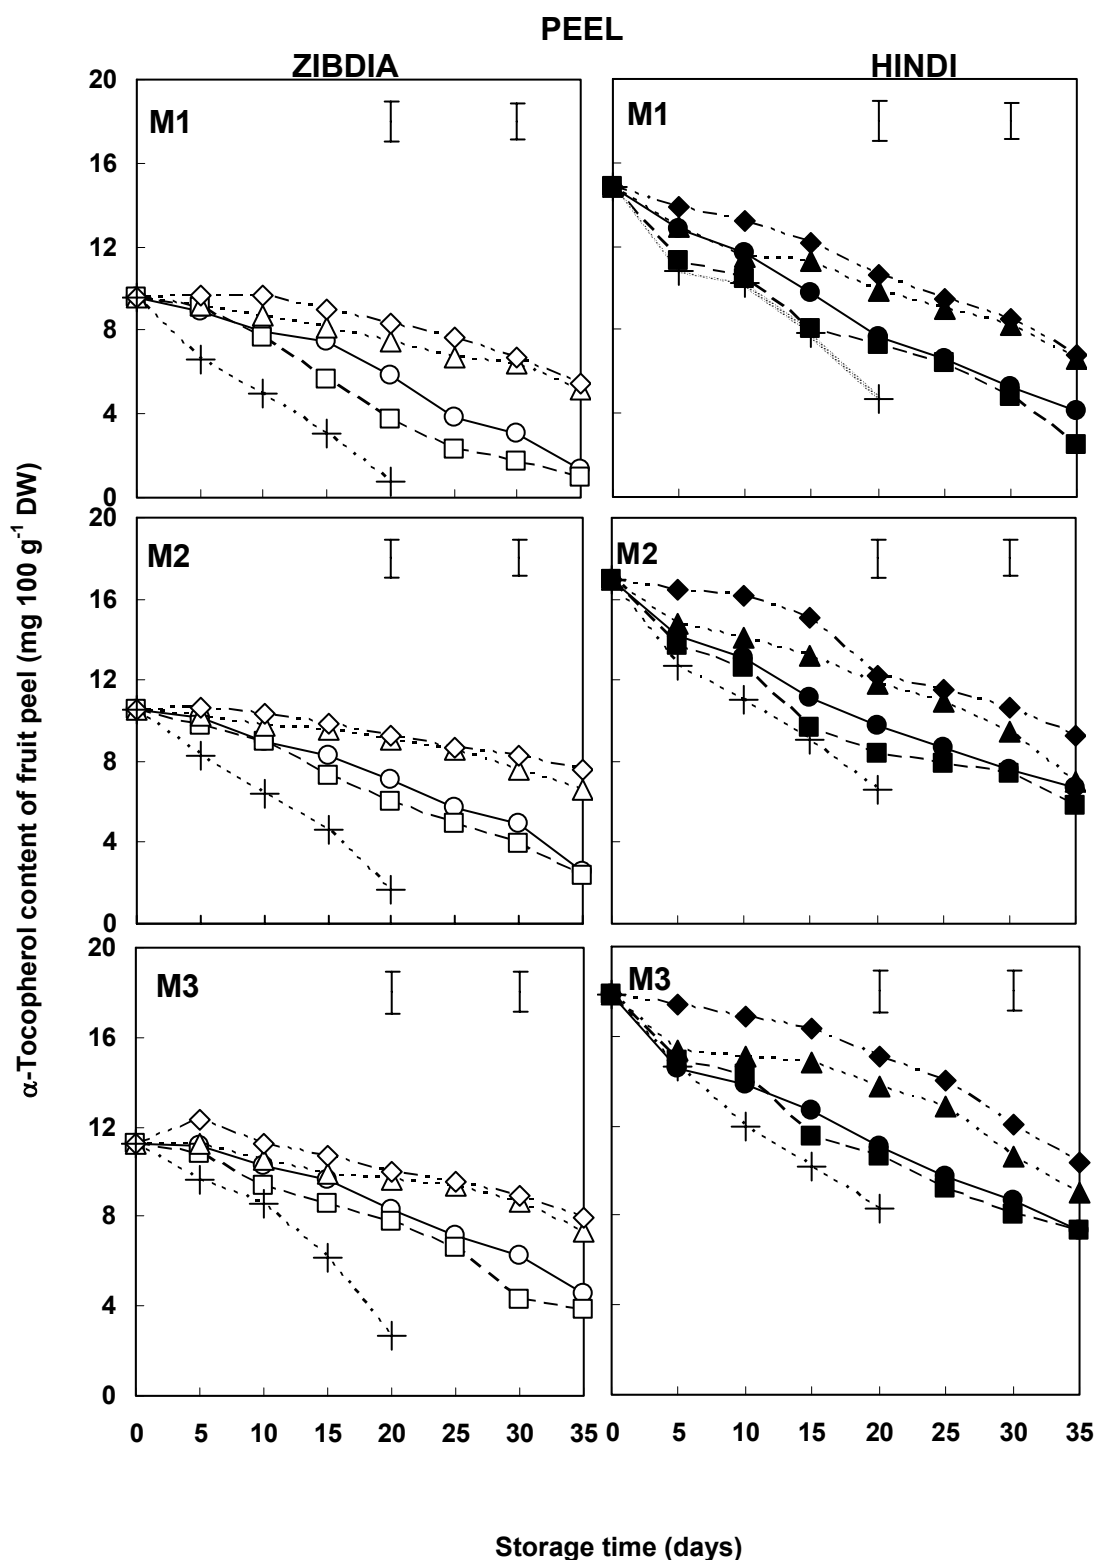 PEEL
ZIBDIA HINDI
20
M1 M1
16
12
8
4
0
20
M2 M2
16
12
8
4
0
20
M3 M3
16
12
8
4
0
0 5 10 15 20 25 30 35 0 5 10 15 20 25 30 35
α-Tocopherol content of fruit peel (mg 100 g⁻¹ DW)
Storage time (days)